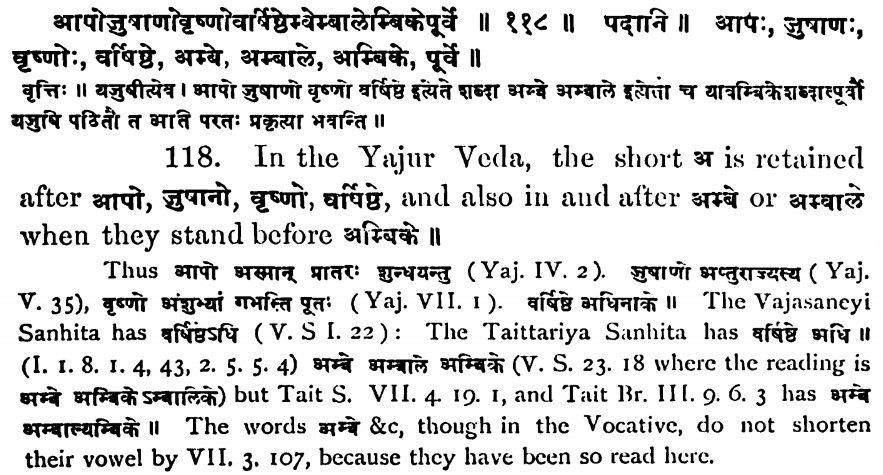 आपोजुषाणोवृष्णोवर्षिष्ठेम्बेम्बालेम्बिकेपूर्वे ॥ ११८ ॥ पदानि ॥ आपः, जुषाणः,
वृष्णोः, वर्षिष्ठे, अम्बे, अम्बाले, अम्बिके, पूर्वे ॥
वृत्तिः ॥ यजुषीत्येव । आपो जुषाणो वृष्णो वर्षिष्ठे इत्येते शब्दा अम्बे अम्बाले इत्येतौ च यावम्बिकेशब्दात्पूर्वौ
यजुषि पठितौ त आति परतः प्रकृत्या भवन्ति ॥
118. In the Yajur Veda, the short अ is retained
after आपो, जुषानो, वृष्णो, वर्षिष्ठे, and also in and after अम्बे or अम्बाले
when they stand before अम्बिके ॥
Thus आपो अस्मान् प्रातरः शुन्धयन्तु (Yaj. IV. 2). जुषाणो अप्तुराज्यस्य (Yaj.
V. 35), वृष्णो अंशुभ्यां गभस्ति पूतः (Yaj. VII. 1). वर्षिष्ठे अधिनाके ॥ The Vajasaneyi
Sanhita has वर्षिष्ठेऽधि (V. S I. 22): The Taittariya Sanhita has वर्षिष्ठे अधि ॥
(I. 1. 8. 1. 4, 43, 2. 5. 5. 4) अम्बे अम्बाले अम्बिके (V. S. 23. 18 where the reading is
अम्बे अम्बिकेऽम्बालिके) but Tait S. VII. 4. 19. 1, and Tait Br. III. 9. 6. 3 has अम्बे
अम्बाल्यम्बिके ॥ The words अम्बे &c, though in the Vocative, do not shorten
their vowel by VII. 3. 107, because they have been so read here.